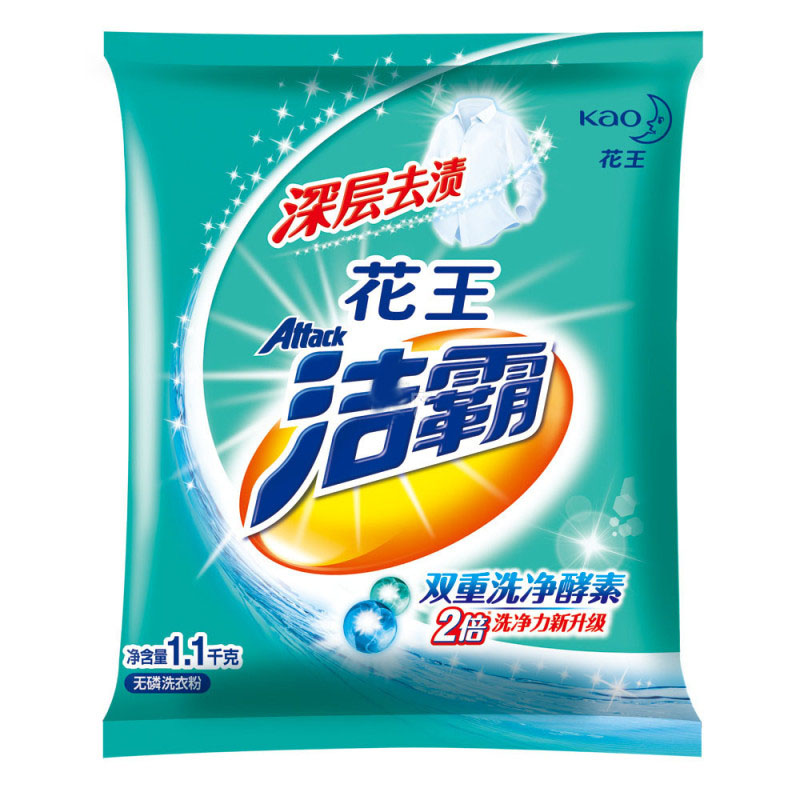 Kao
花王
深层去渍
花王
Attack
洁霸
双重洗净酵素
2倍 洗净力新升级
净含量1.1千克
无磷洗衣粉